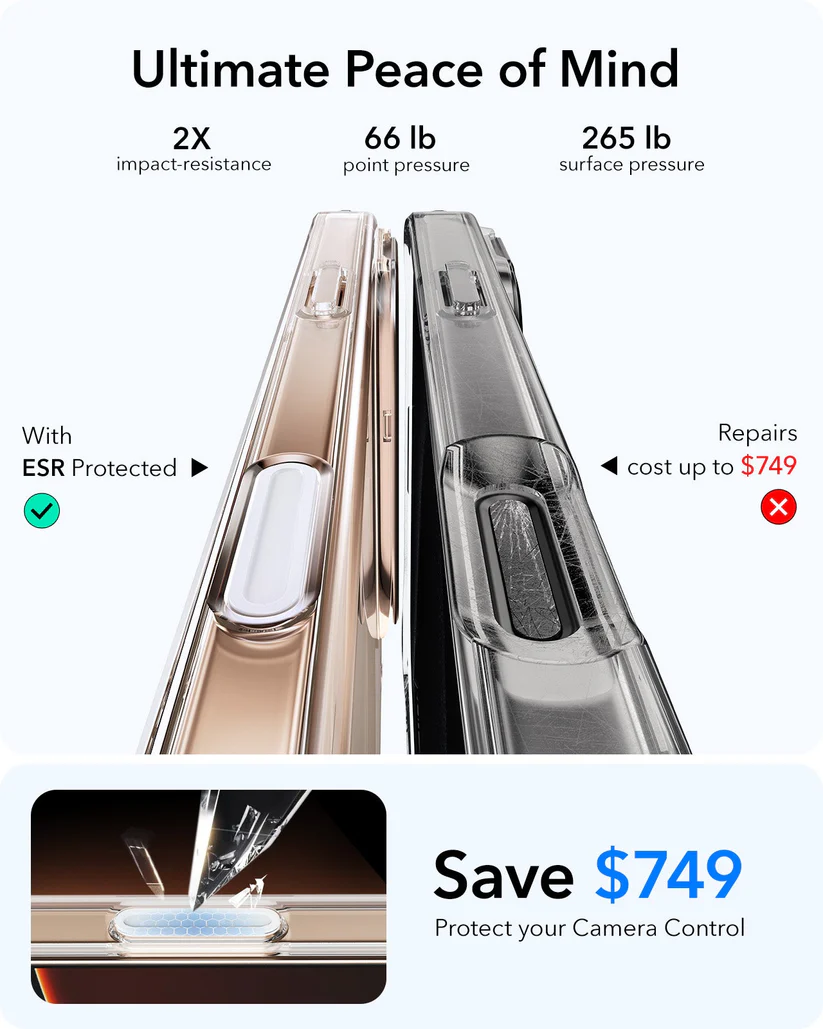 Ultimate Peace of Mind
2X
impact-resistance
66 lb
point pressure
265 lb
surface pressure
With
ESR Protected
Repairs
cost up to $749
Save $749
Protect your Camera Control